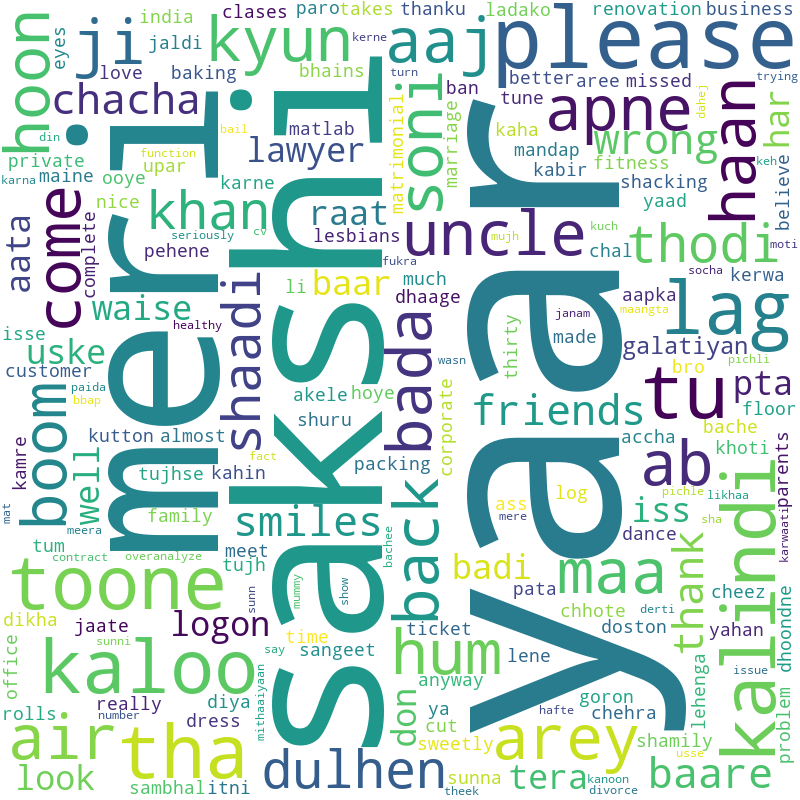 yaar
sakshi
meri
please
kyun
ji
aaj
hoon
chacha
khan
come
lawyer
raat
soni
apne
wrong
haan
har
uncle
thodi
lag
tu
pta
ab
iss
friends
bada
shaadi
baar
waise
uske
boom
well
toone
kaloo
air
tha
logon
smiles
back
hum
badi
maa
kalindi
thank
arey
tera
baare
don
dulhen
look
india
clases
paro
takes
thanku
ladako
renovation
business
eyes
jaldi
love
baking
kerne
bhains
turn
ban
better
aree
missed
trying
tune
dahej
din
bail
matlab
matrimonial
marriage
kaha
mandap
fitness
kabir
shacking
keh
believe
private
function
karna
maine
ooye
upar
karne
nice
lesbians
yaad
seriously
cv
mujh
kuch
moti
aata
complete
pehene
fukra
chal
socha
kerwa
li
much
dhaage
aapka
janam
maangta
isse
healthy
made
galatiyan
customer
wasn
thirty
bro
pichli
paida
bbap
akele
hoye
floor
bache
shuru
corporate
accha
khoti
parents
kamre
kutton
almost
packing
tujhse
kahin
fact
log
ass
pichle
likhaa
karwaati
mat
family
mere
sha
dance
meera
contract
overanalyze
tum
meet
tujh
bachee
show
mummy
pata
cheez
chhote
derti
dikha
jaate
sunn
time
ticket
doston
yahan
dhoondne
office
sunni
say
sangeet
lene
issue
mithaaiyaan
anyway
lehenga
problem
really
diya
ya
goron
rolls
number
dress
cut
hafte
chehra
sweetly
shamily
usse
sambhal
itni
sunna
theek
kanoon
divorce